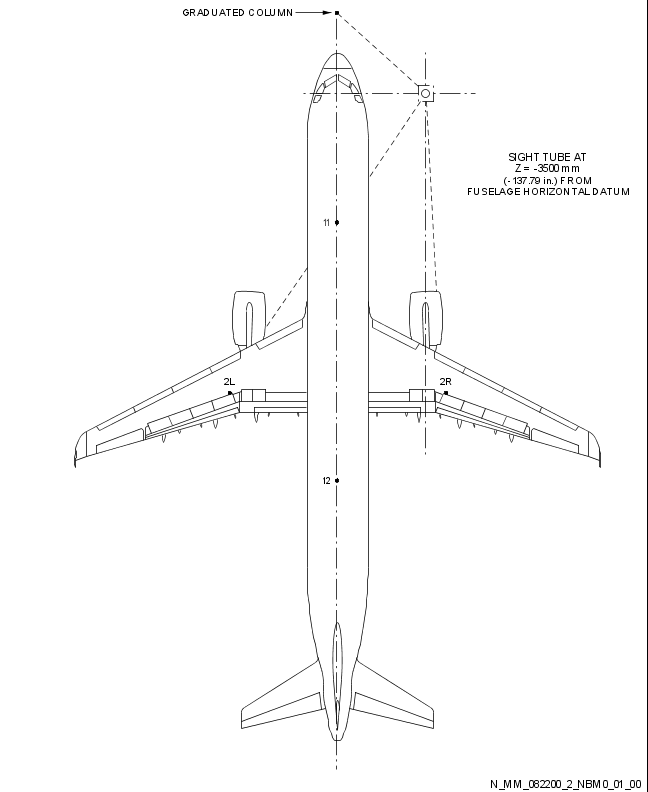 GRADUATED COLUMN
SIGHT TUBE AT
Z = -3500 mm
(-137.79 in.) FROM
FUSELAGE HORIZONTAL DATUM
11
2L
2R
12
N_MM_082200_2_NBM0_01_00